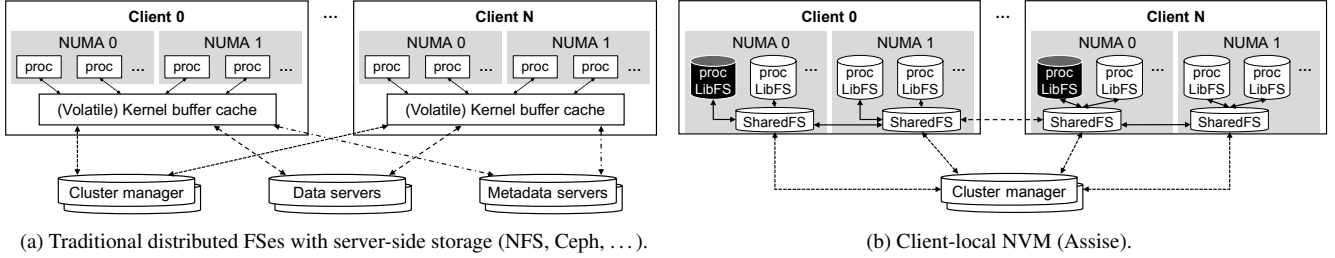 Client 0
...
Client N
NUMA 0
NUMA 1
NUMA 0
NUMA 1
proc
proc
...
proc
proc
...
proc
proc
...
proc
proc
...
(Volatile) Kernel buffer cache
(Volatile) Kernel buffer cache
Cluster manager
Data servers
Metadata servers
(a) Traditional distributed FSes with server-side storage (NFS, Ceph, . . . ).
Client 0
...
Client N
NUMA 0
NUMA 1
NUMA 0
NUMA 1
proc
LibFS
proc
LibFS
...
proc
LibFS
proc
LibFS
...
proc
LibFS
proc
LibFS
...
proc
LibFS
proc
LibFS
...
SharedFS
SharedFS
SharedFS
SharedFS
Cluster manager
(b) Client-local NVM (Assise).